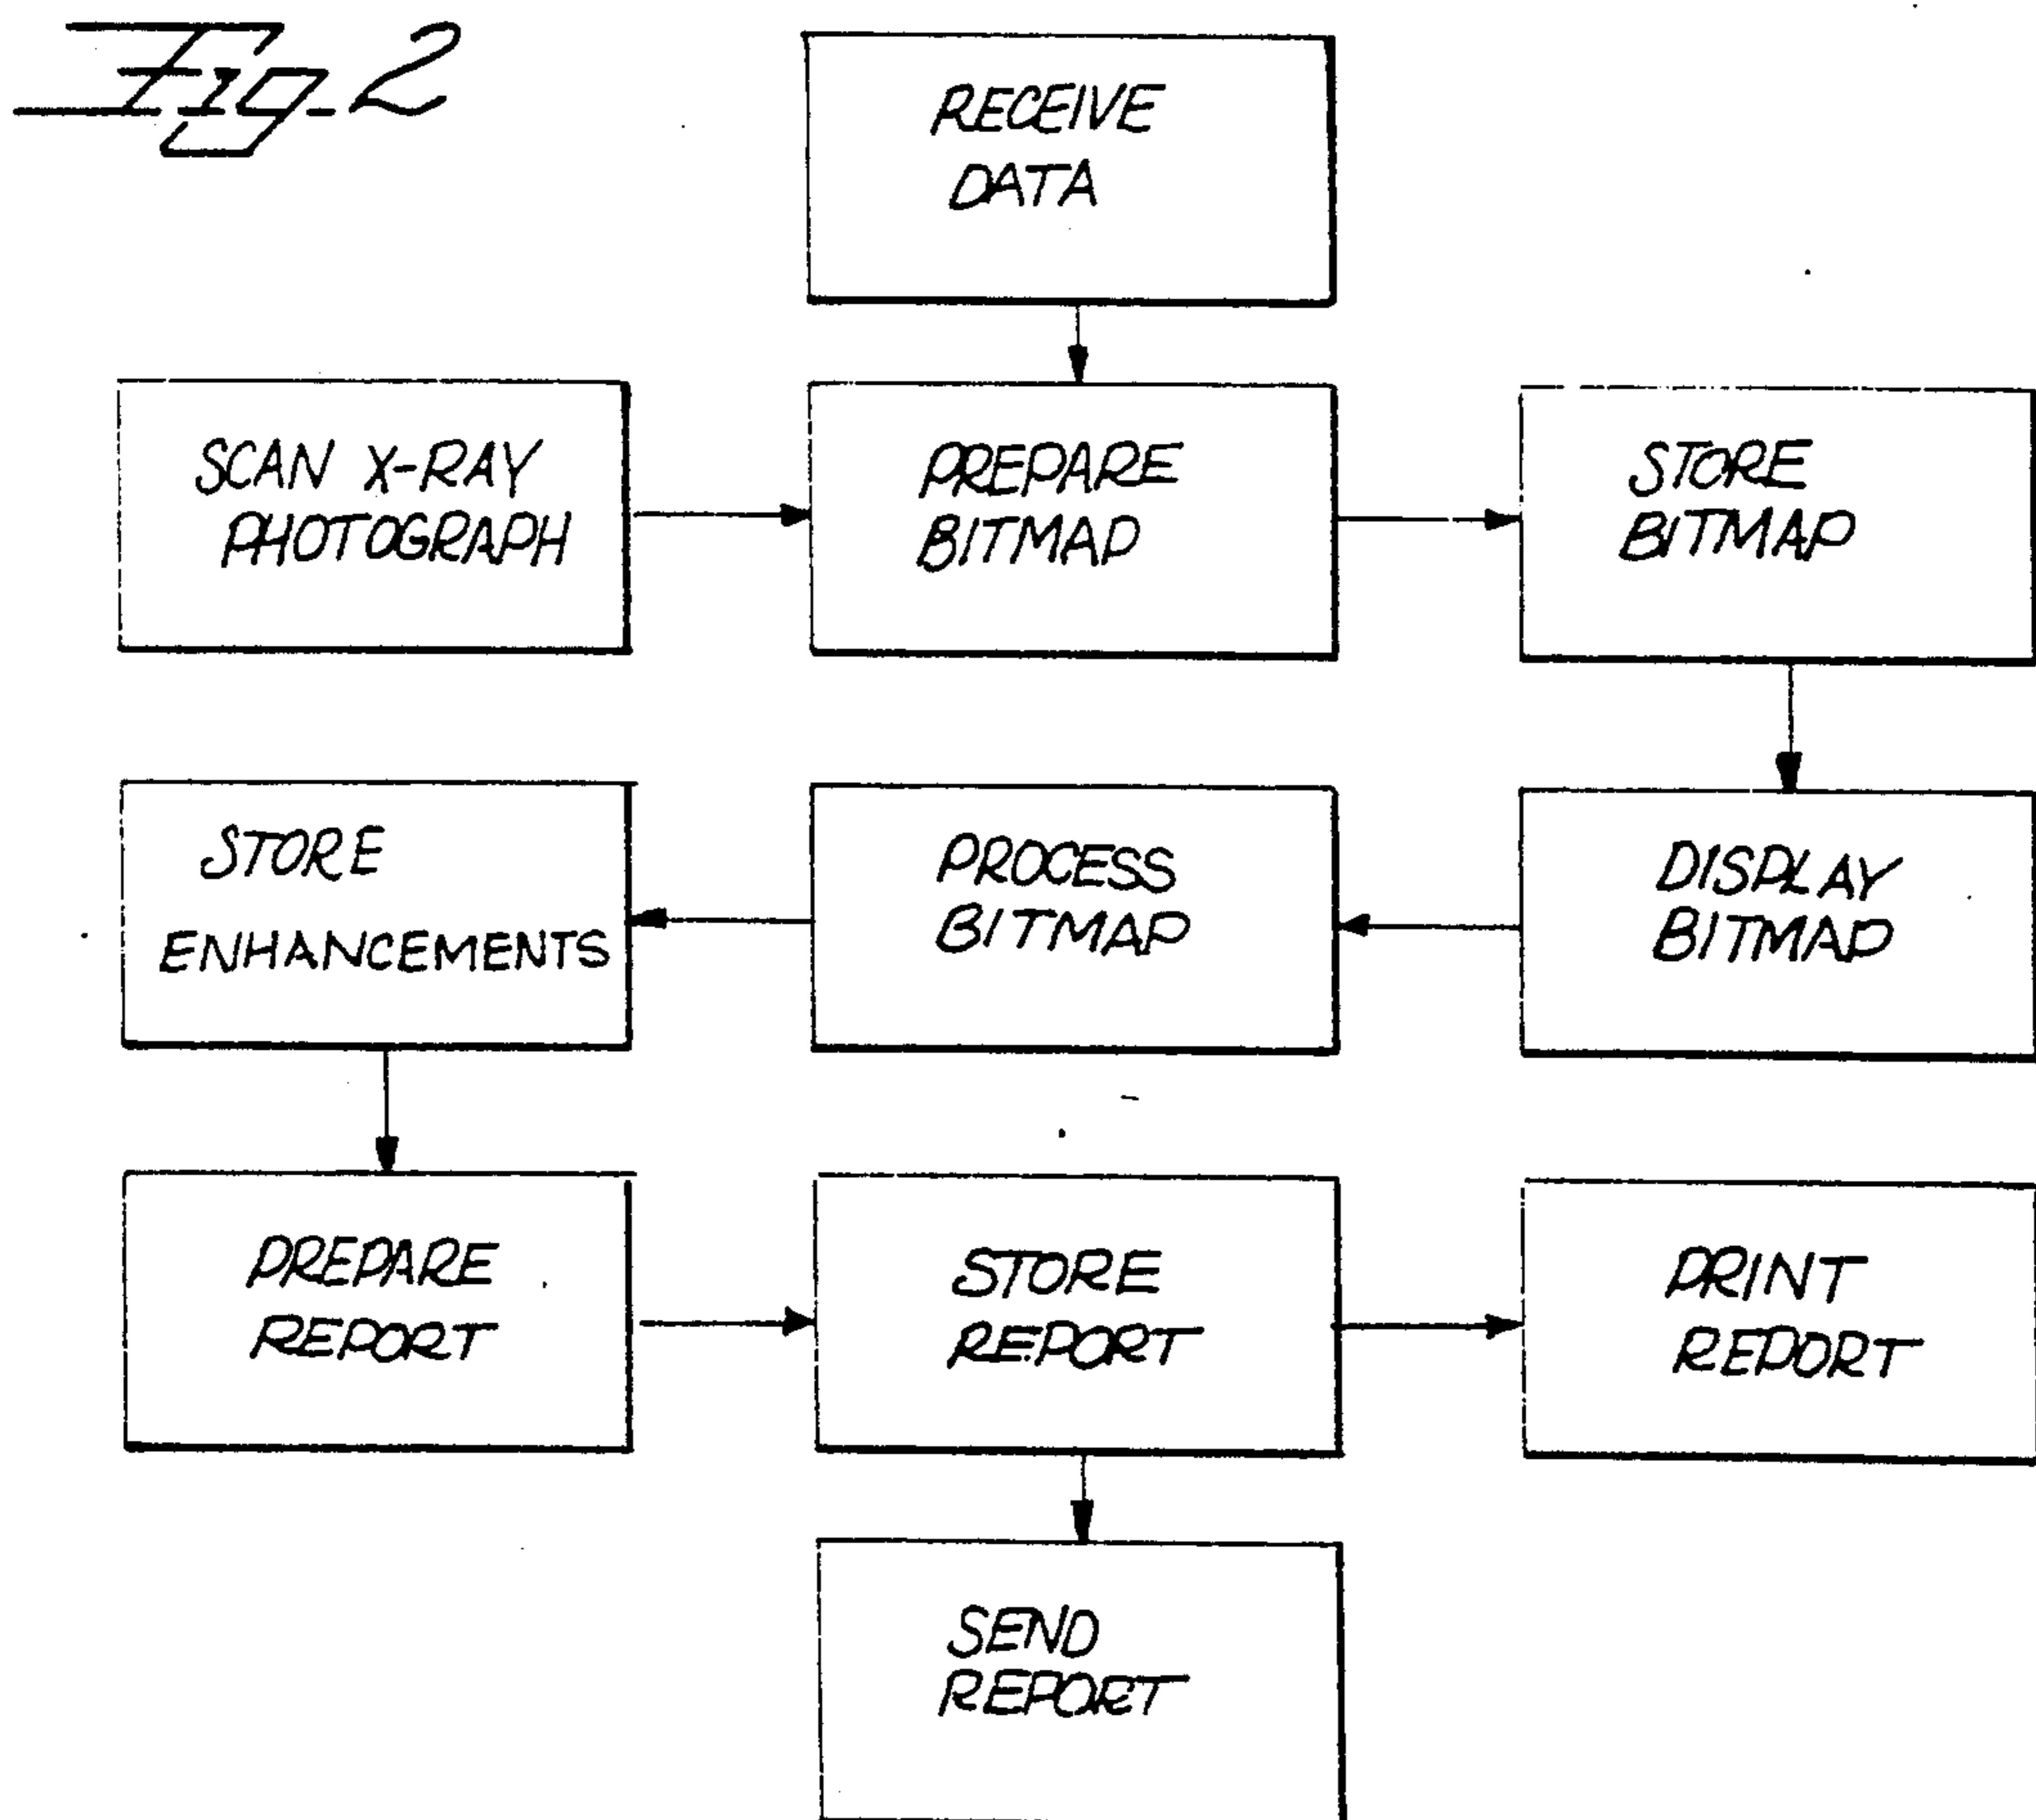 Fig. 2
RECEIVE
DATA
SCAN X-RAY
PHOTOGRAPH
PREPARE
BITMAP
STORE
BITMAP
STORE
ENHANCEMENTS
PROCESS
BITMAP
DISPLAY
BITMAP
PREPARE
REPORT
STORE
REPORT
PRINT
REPORT
SEND
REPORT